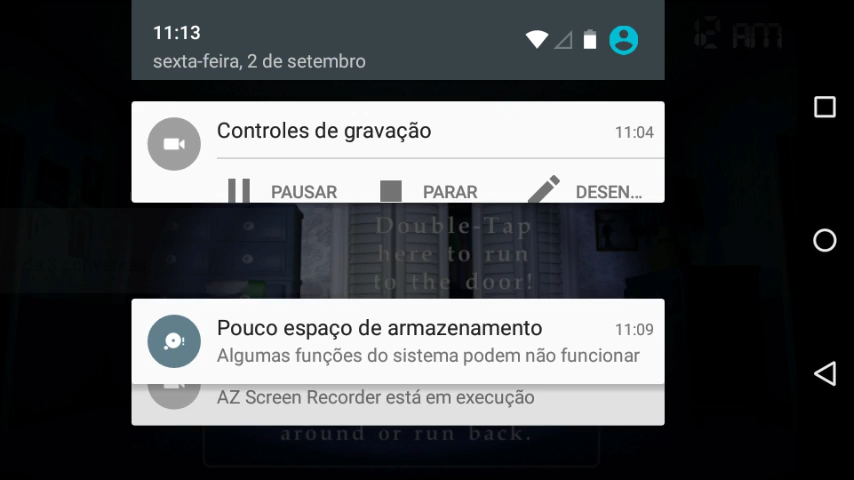 11:13
sexta-feira, 2 de setembro
12 AM
Controles de gravação
11:04
PAUSAR
PARAR
DESEN...
Double-Tap
here to run
to the door!
Pouco espaço de armazenamento
11:09
Algumas funções do sistema podem não funcionar
AZ Screen Recorder está em execução
around or run back.